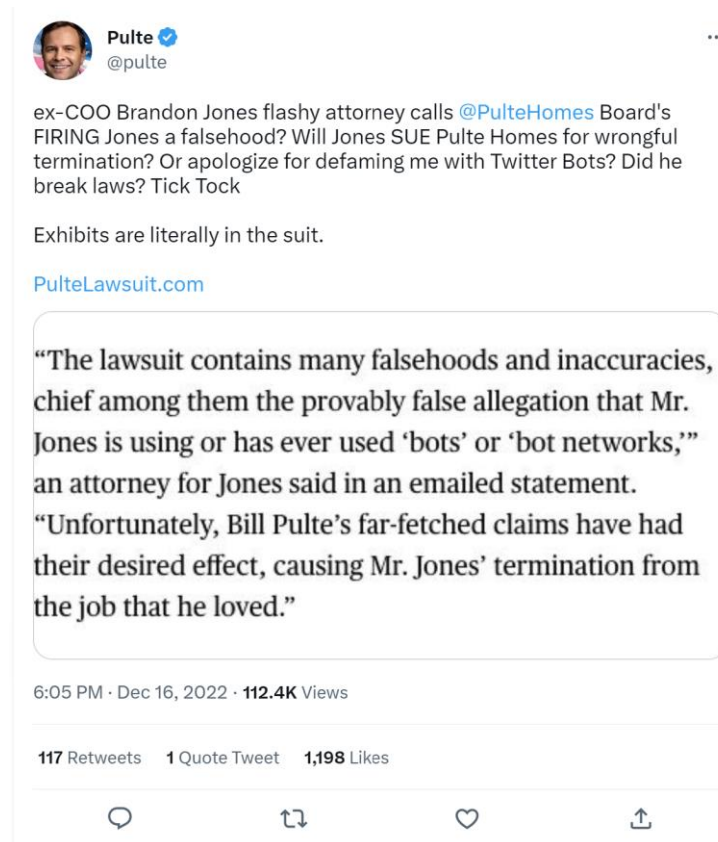 Pulte
@pulte
ex-COO Brandon Jones flashy attorney calls @PulteHomes Board's
FIRING Jones a falsehood? Will Jones SUE Pulte Homes for wrongful
termination? Or apologize for defaming me with Twitter Bots? Did he
break laws? Tick Tock
Exhibits are literally in the suit.
PulteLawsuit.com
“The lawsuit contains many falsehoods and inaccuracies,
chief among them the provably false allegation that Mr.
Jones is using or has ever used ‘bots’ or ‘bot networks,’”
an attorney for Jones said in an emailed statement.
“Unfortunately, Bill Pulte’s far-fetched claims have had
their desired effect, causing Mr. Jones’ termination from
the job that he loved.”
6:05 PM · Dec 16, 2022 · 112.4K Views
117 Retweets 1 Quote Tweet 1,198 Likes